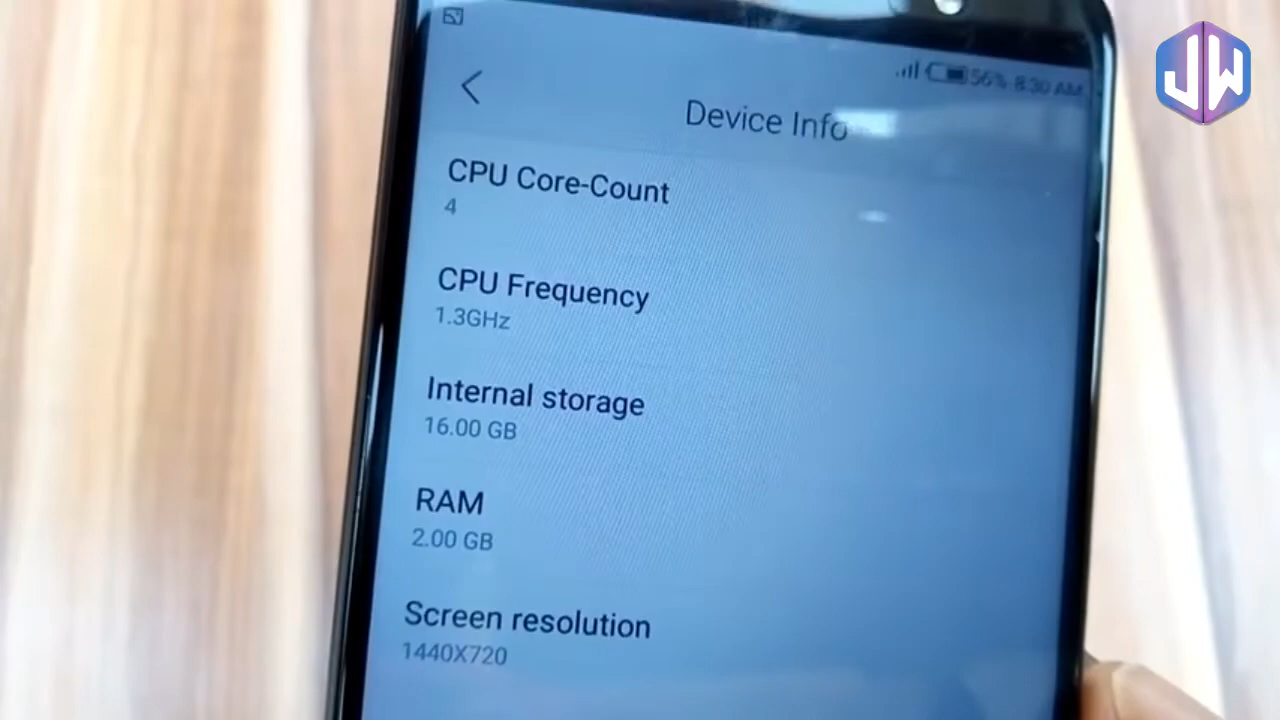 56% 8:30 AM
JW
Device Info
CPU Core-Count
4
CPU Frequency
1.3GHz
Internal storage
16.00 GB
RAM
2.00 GB
Screen resolution
1440X720